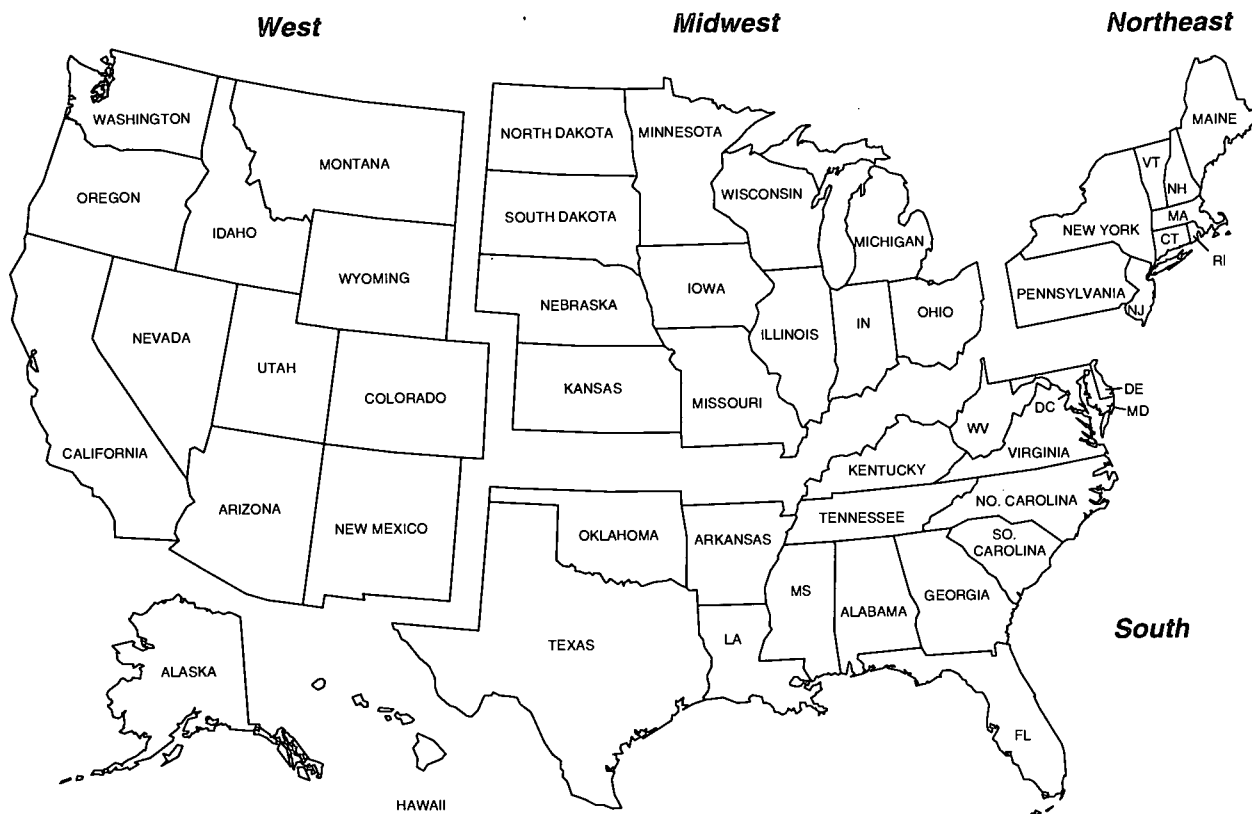 West
Midwest
Northeast
WASHINGTON
OREGON
IDAHO
MONTANA
WYOMING
NEVADA
UTAH
COLORADO
CALIFORNIA
ARIZONA
NEW MEXICO
ALASKA
HAWAII
NORTH DAKOTA
MINNESOTA
SOUTH DAKOTA
WISCONSIN
MICHIGAN
NEBRASKA
IOWA
ILLINOIS
IN
OHIO
KANSAS
MISSOURI
MAINE
VT
NH
NEW YORK
MA
CT
RI
PENNSYLVANIA
NJ
DE
DC
MD
WV
VIRGINIA
KENTUCKY
NO. CAROLINA
TENNESSEE
SO.
CAROLINA
OKLAHOMA
ARKANSAS
MS
ALABAMA
GEORGIA
TEXAS
LA
FL
South